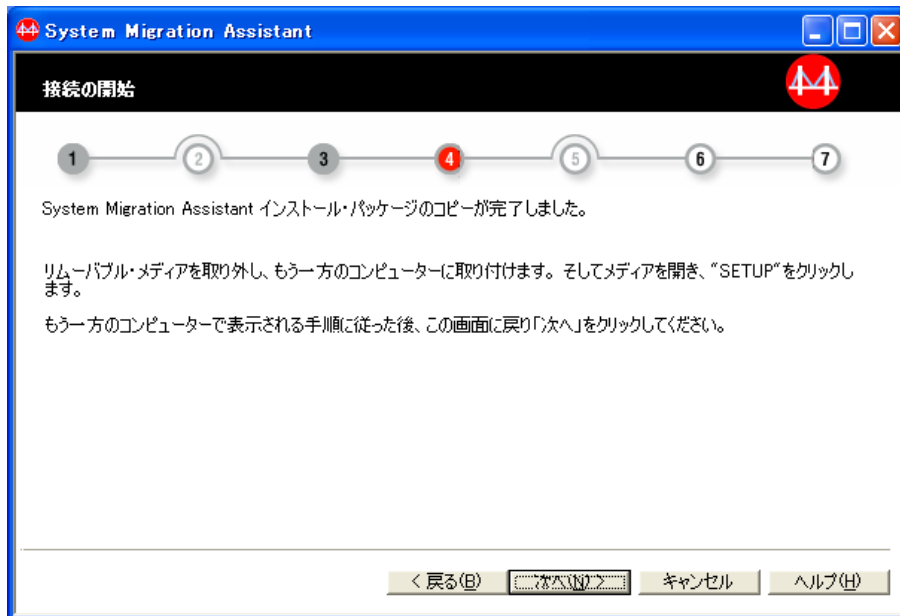 System Migration Assistant
接続の開始
1 2 3 4 5 6 7
System Migration Assistant インストール・パッケージのコピーが完了しました。
リムーバブル・メディアを取り外し、もう一方のコンピューターに取り付けます。そしてメディアを開き、"SETUP"をクリックし
ます。
もう一方のコンピューターで表示される手順に従った後、この画面に戻り「次へ」をクリックしてください。
< 戻る(B) 次へ(N) > キャンセル ヘルプ(H)